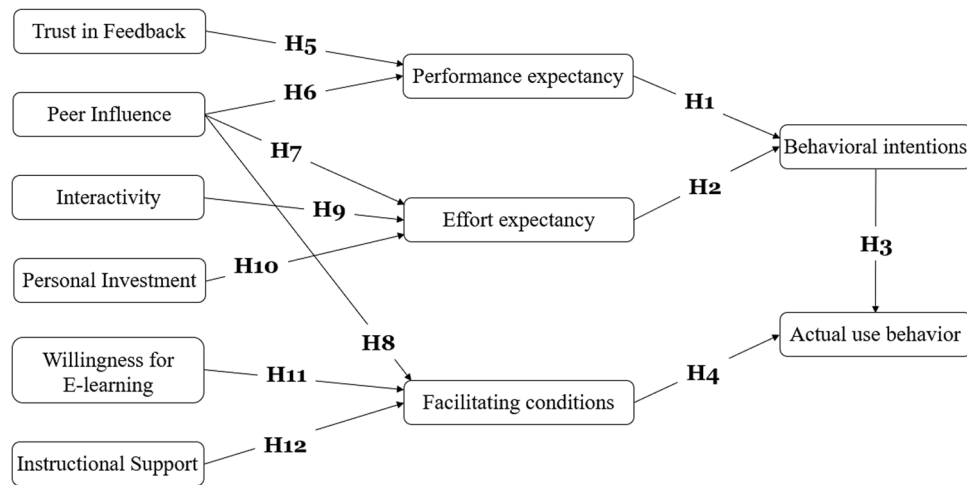 Trust in Feedback
H5
Performance expectancy
Peer Influence
H6
H1
H7
Behavioral intentions
Interactivity
H9
Effort expectancy
H2
Personal Investment
H10
H3
Willingness for
E-learning
H8
Actual use behavior
H11
Facilitating conditions
H4
Instructional Support
H12